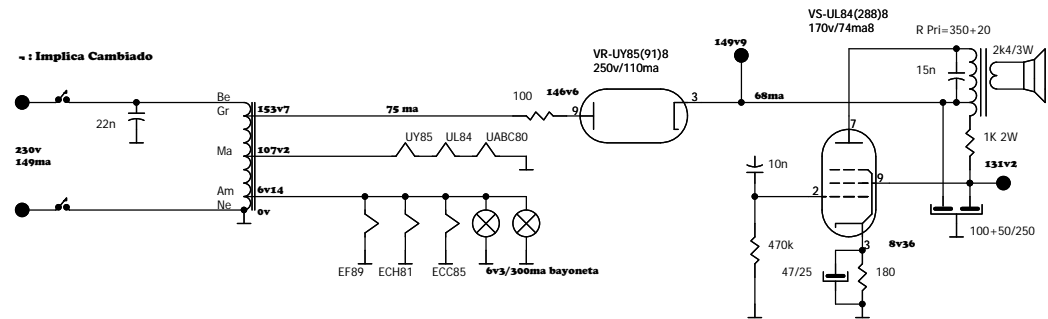 VS-UL84(288)8
170v/74ma8
R Pri=350+20
2k4/3W
15n
¬ : Implica Cambiado
VR-UY85(91)8
250v/110ma
149v9
Be
Gr
153v7
75 ma
100
146v6
9
3
68ma
22n
UY85
UL84
UABC80
7
1K 2W
230v
149ma
Ma
107v2
10n
131v2
9
2
Am
6v14
Ne
0v
100+50/250
470k
3
8v36
47/25
180
EF89
ECH81
ECC85
6v3/300ma bayoneta